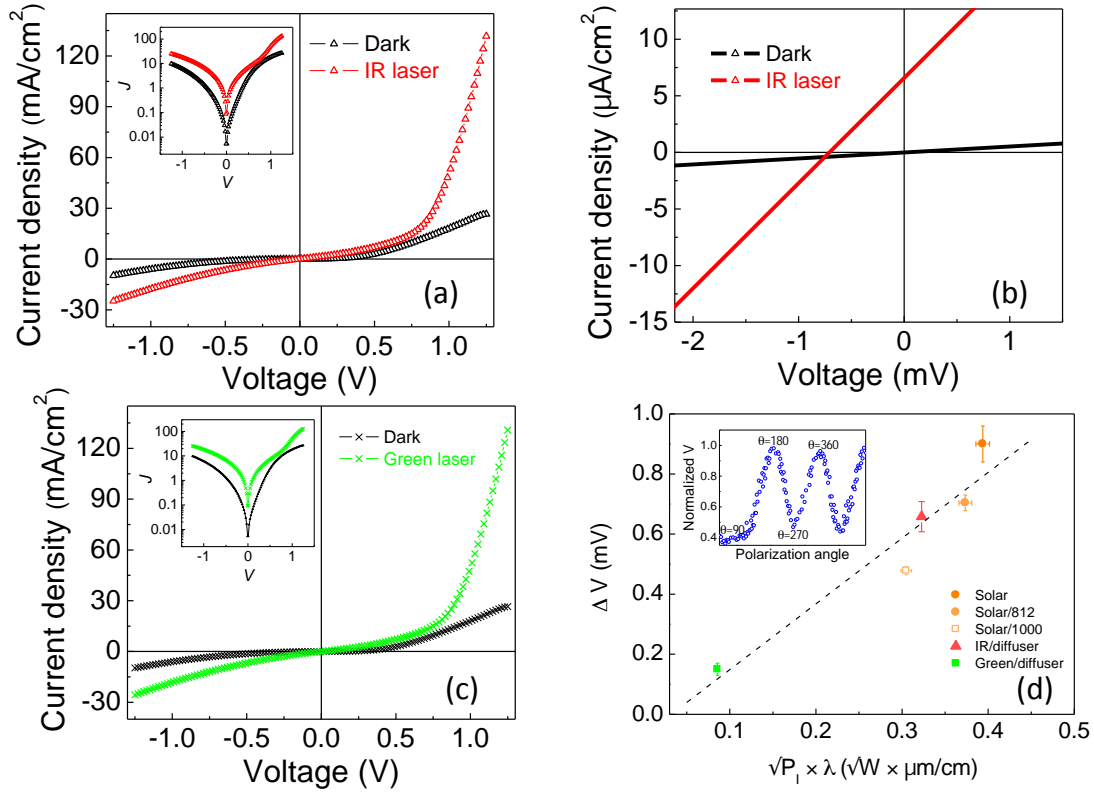 Current density (mA/cm²)
135
120
90
60
30
0
-30
-1.0
-0.5
0.0
0.5
1.0
Voltage (V)
Dark
IR laser
(a)
J
100
10
1
0.1
0.01
-1
0
1
V
Current density (µA/cm²)
10
5
0
-5
-10
-15
-2
-1
0
1
Voltage (mV)
Dark
IR laser
(b)
Current density (mA/cm²)
150
120
90
60
30
0
-30
-1.0
-0.5
0.0
0.5
1.0
Voltage (V)
Dark
Green laser
(c)
J
100
10
1
0.1
0.01
-1
0
1
V
Δ V (mV)
1.0
0.8
0.6
0.4
0.2
0.0
0.1
0.2
0.3
0.4
0.5
√P_I × λ (√W × µm/cm)
Normalized V
1.0
0.8
0.6
0.4
θ=180
θ=360
θ=90
θ=270
Polarization angle
Solar
Solar/812
Solar/1000
IR/diffuser
Green/diffuser
(d)